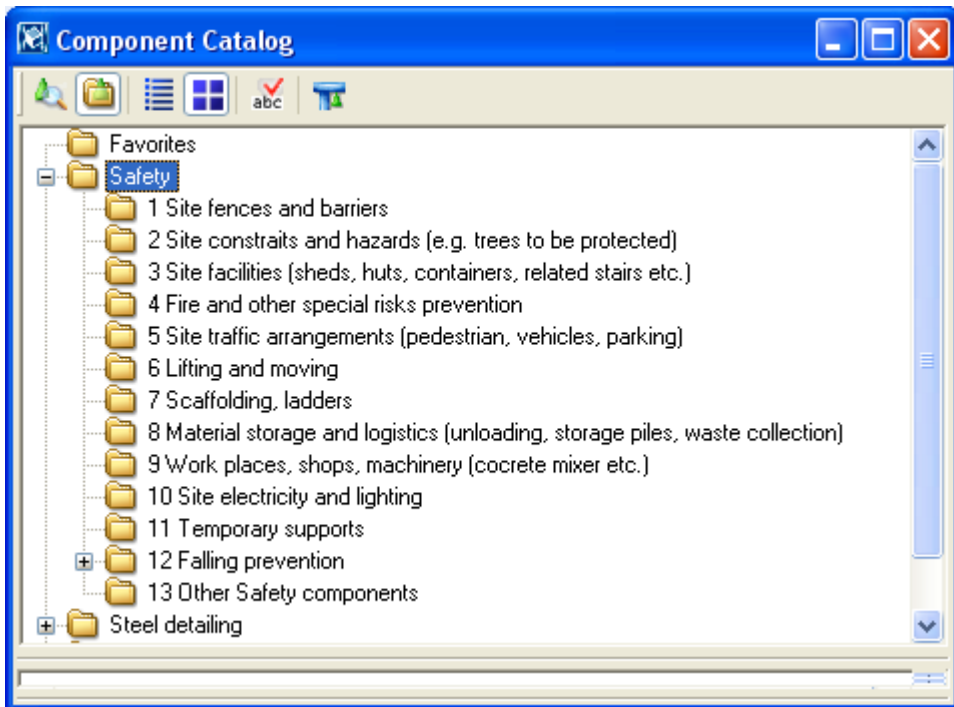 Component Catalog
abc
Favorites
Safety
1 Site fences and barriers
2 Site constraits and hazards (e.g. trees to be protected)
3 Site facilities (sheds, huts, containers, related stairs etc.)
4 Fire and other special risks prevention
5 Site traffic arrangements (pedestrian, vehicles, parking)
6 Lifting and moving
7 Scaffolding, ladders
8 Material storage and logistics (unloading, storage piles, waste collection)
9 Work places, shops, machinery (cocrete mixer etc.)
10 Site electricity and lighting
11 Temporary supports
12 Falling prevention
13 Other Safety components
Steel detailing